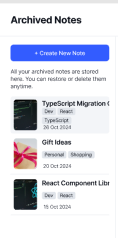 Archived Notes
+ Create New Note
All your archived notes are stored
here. You can restore or delete them
anytime.
TypeScript Migration
Dev React
TypeScript
26 Oct 2024
Gift Ideas
Personal Shopping
20 Oct 2024
React Component
Dev React
15 Oct 2024